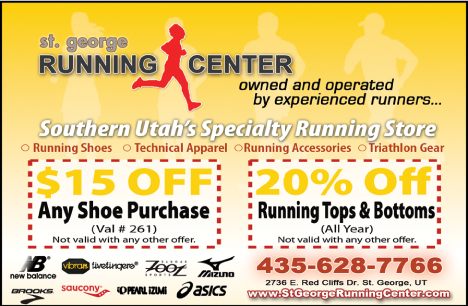 st. george
RUNNING CENTER
owned and operated
by experienced runners...
Southern Utah's Specialty Running Store
Running Shoes Technical Apparel Running Accessories Triathlon Gear
$15 OFF
Any Shoe Purchase
(Val # 261)
Not valid with any other offer.
20% Off
Running Tops & Bottoms
(All Year)
Not valid with any other offer.
NB
new balance
vibram fivefingers
ZOOT
SPORTS
MIZUNO
BROOKS
saucony
PEARL IZUMI
asics
435-628-7766
2736 E. Red Cliffs Dr. St. George, UT
www.StGeorgeRunningCenter.com